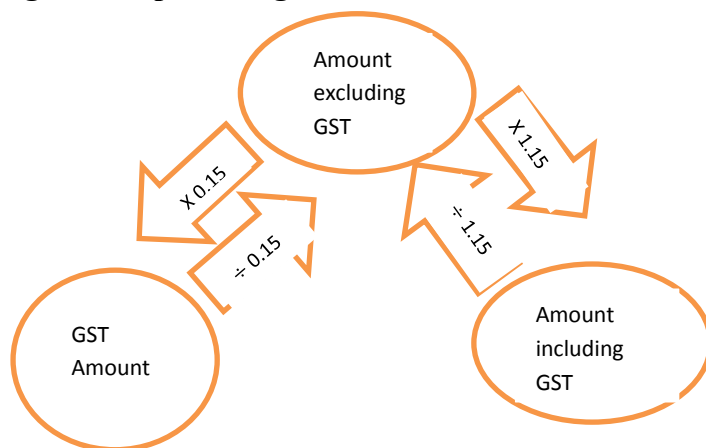 Amount
excluding
GST
X 0.15
X 1.15
÷ 0.15
÷ 1.15
GST
Amount
Amount
including
GST